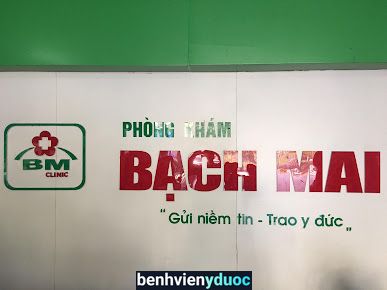 BM
CLINIC
PHÒNG KHÁM
BẠCH MAI
"Gửi niềm tin - Trao y đức"
benhvienyduoc